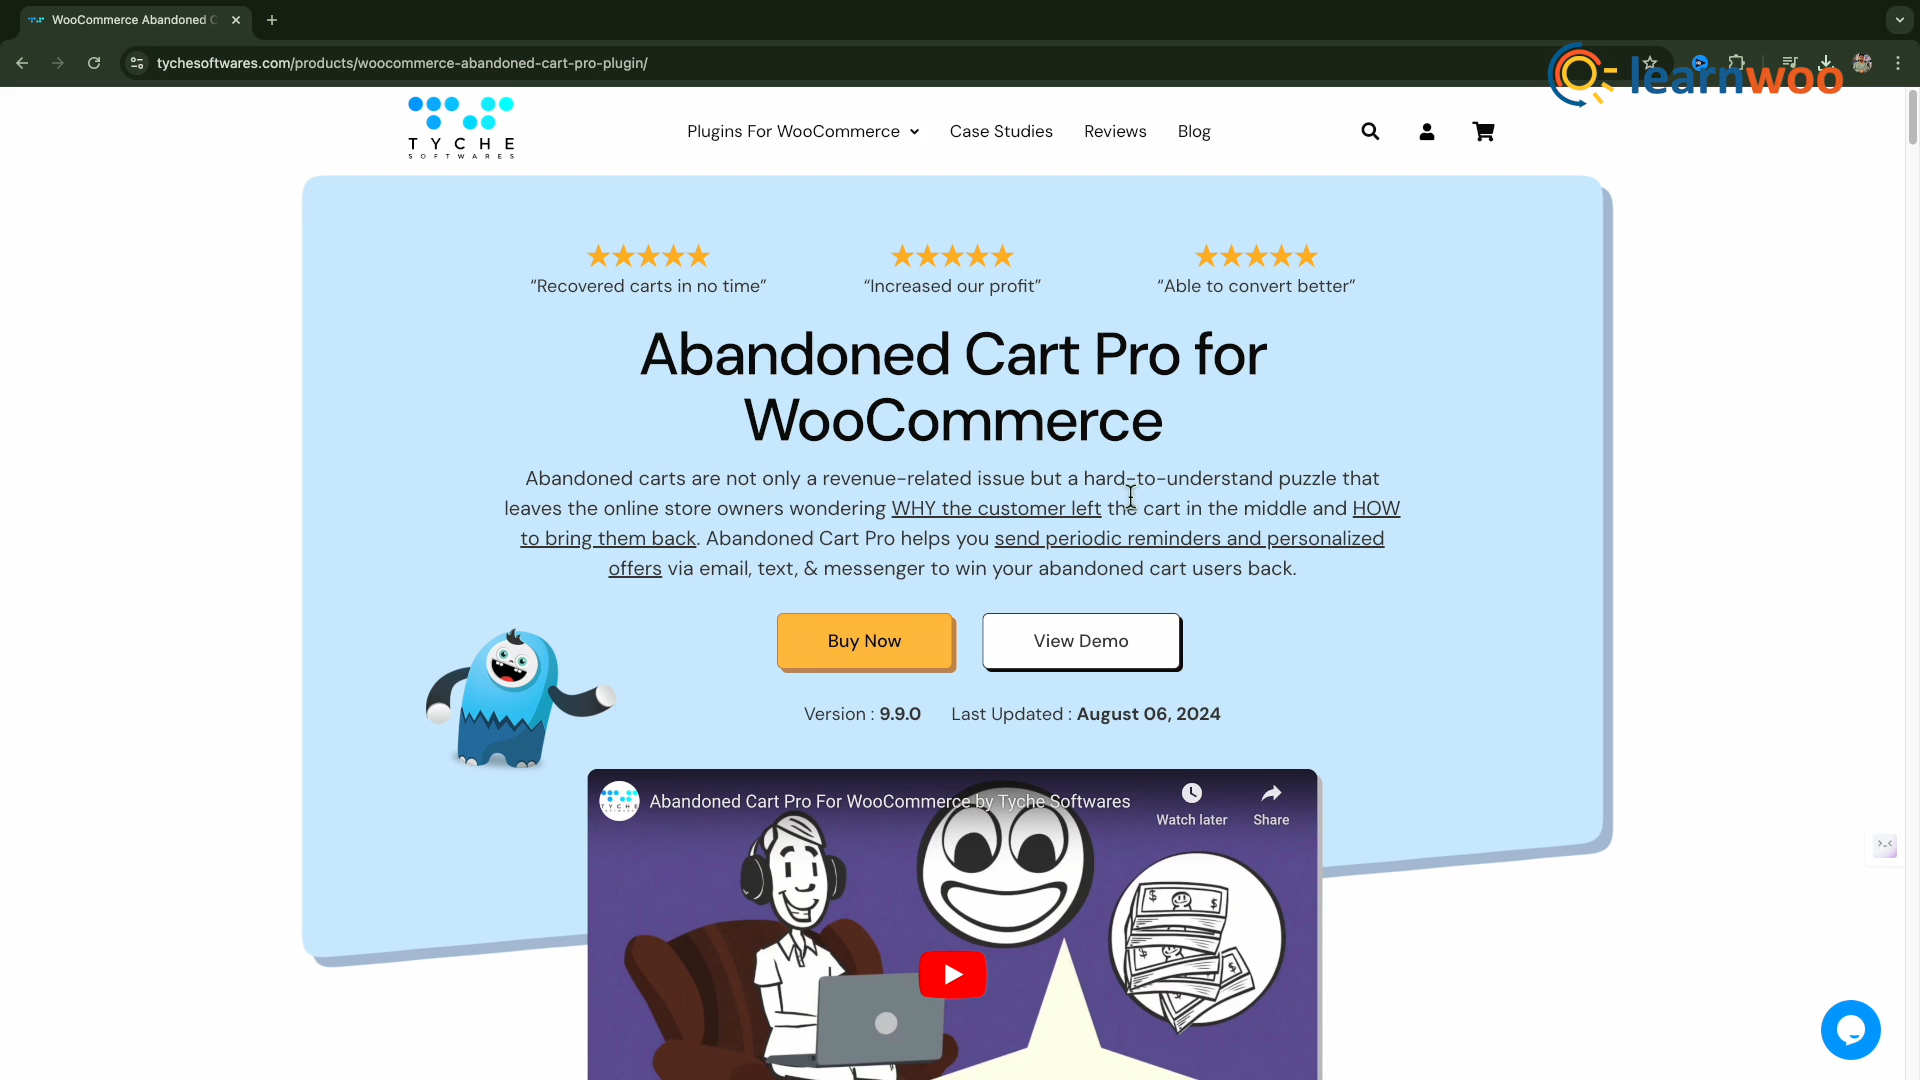 WooCommerce Abandoned C
tychesoftwares.com/products/woocommerce-abandoned-cart-pro-plugin/
learnwoo
TYCHE
SOFTWARES
Plugins For WooCommerce
Case Studies
Reviews
Blog
“Recovered carts in no time”
“Increased our profit”
“Able to convert better”
Abandoned Cart Pro for
WooCommerce
Abandoned carts are not only a revenue-related issue but a hard-to-understand puzzle that
leaves the online store owners wondering WHY the customer left the cart in the middle and HOW
to bring them back. Abandoned Cart Pro helps you send periodic reminders and personalized
offers via email, text, & messenger to win your abandoned cart users back.
Buy Now
View Demo
Version : 9.9.0
Last Updated : August 06, 2024
Abandoned Cart Pro For WooCommerce by Tyche Softwares
Watch later
Share